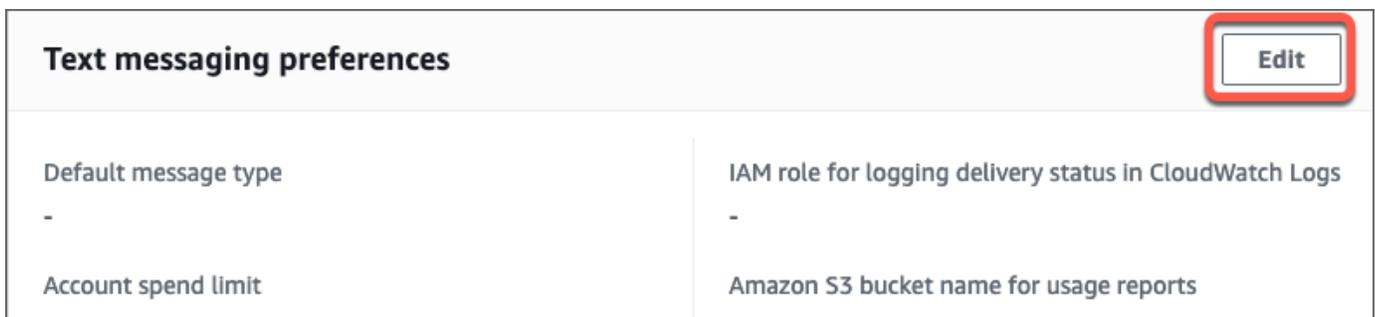 Text messaging preferences
Edit
Default message type
-
Account spend limit
IAM role for logging delivery status in CloudWatch Logs
-
Amazon S3 bucket name for usage reports